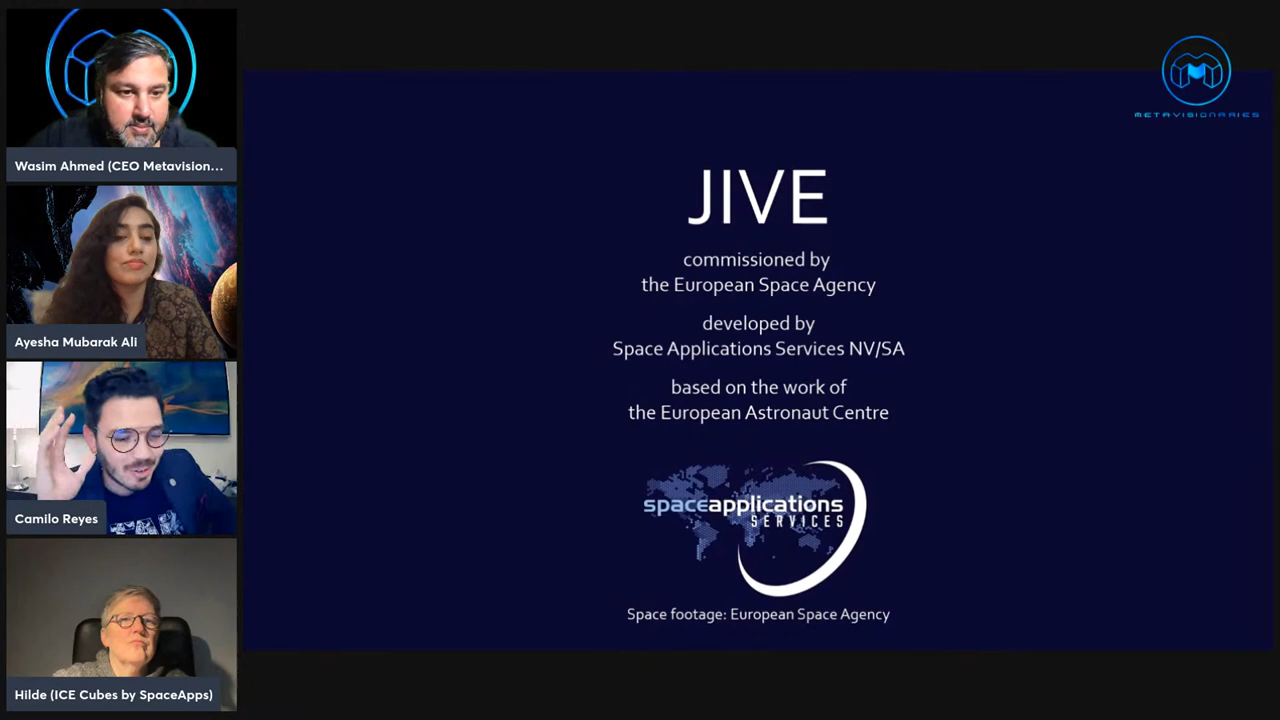 Wasim Ahmed (CEO Metavision...
Ayesha Mubarak Ali
Camilo Reyes
Hilde (ICE Cubes by SpaceApps)
METAVISIONARIES
JIVE
commissioned by
the European Space Agency
developed by
Space Applications Services NV/SA
based on the work of
the European Astronaut Centre
spaceapplications
SERVICES
Space footage: European Space Agency